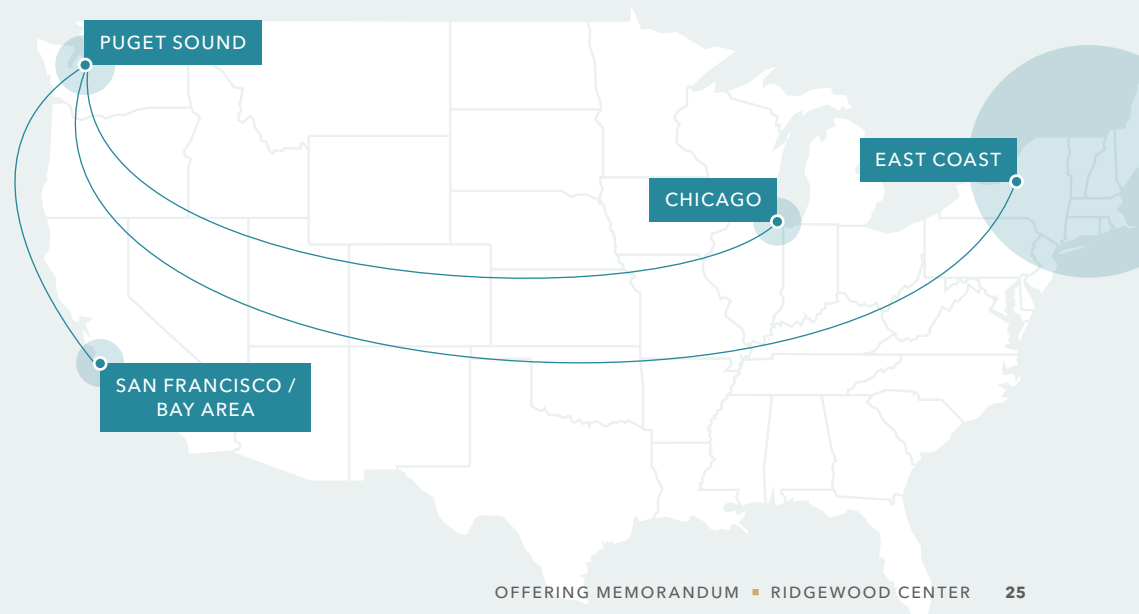 PUGET SOUND
EAST COAST
CHICAGO
SAN FRANCISCO /
BAY AREA
OFFERING MEMORANDUM ▪ RIDGEWOOD CENTER 25